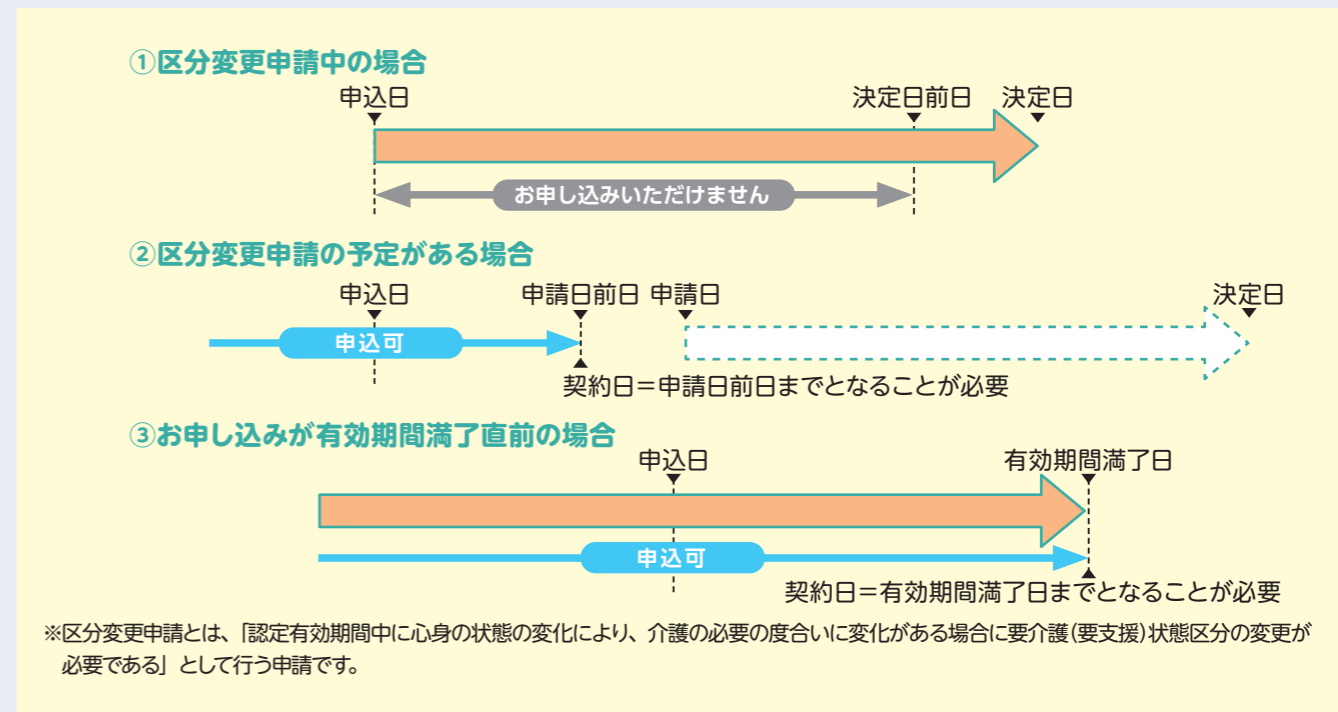 ①区分変更申請中の場合
申込日 決定日前日 決定日
お申し込みいただけません
②区分変更申請の予定がある場合
申込日 申請日前日 申請日 決定日
申込可
契約日＝申請日前日までとなることが必要
③お申し込みが有効期間満了直前の場合
申込日 有効期間満了日
申込可
契約日＝有効期間満了日までとなることが必要
※区分変更申請とは、「認定有効期間中に心身の状態の変化により、介護の必要の度合いに変化がある場合に要介護(要支援)状態区分の変更が
必要である」として行う申請です。